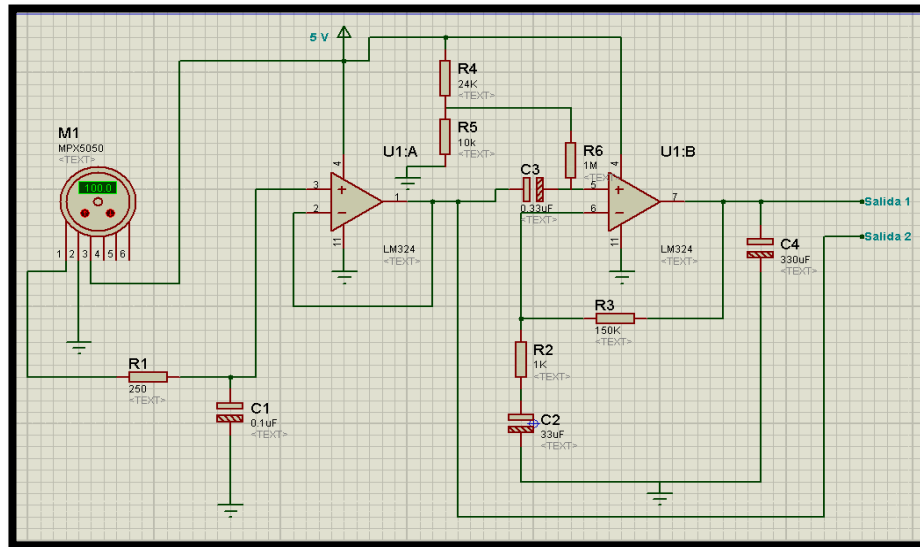 5 V
R4
24K
<TEXT>
M1
MPX5050
<TEXT>
R5
10k
<TEXT>
U1:A
U1:B
R6
1M
<TEXT>
100.0
4
3
2
1
11
LM324
<TEXT>
C3
0.33uF
<TEXT>
4
5
6
7
11
LM324
<TEXT>
Salida 1
Salida 2
1 2 3 4 5 6
C4
330uF
<TEXT>
R3
150K
<TEXT>
R2
1K
<TEXT>
R1
250
<TEXT>
C1
0.1uF
<TEXT>
C2
33uF
<TEXT>